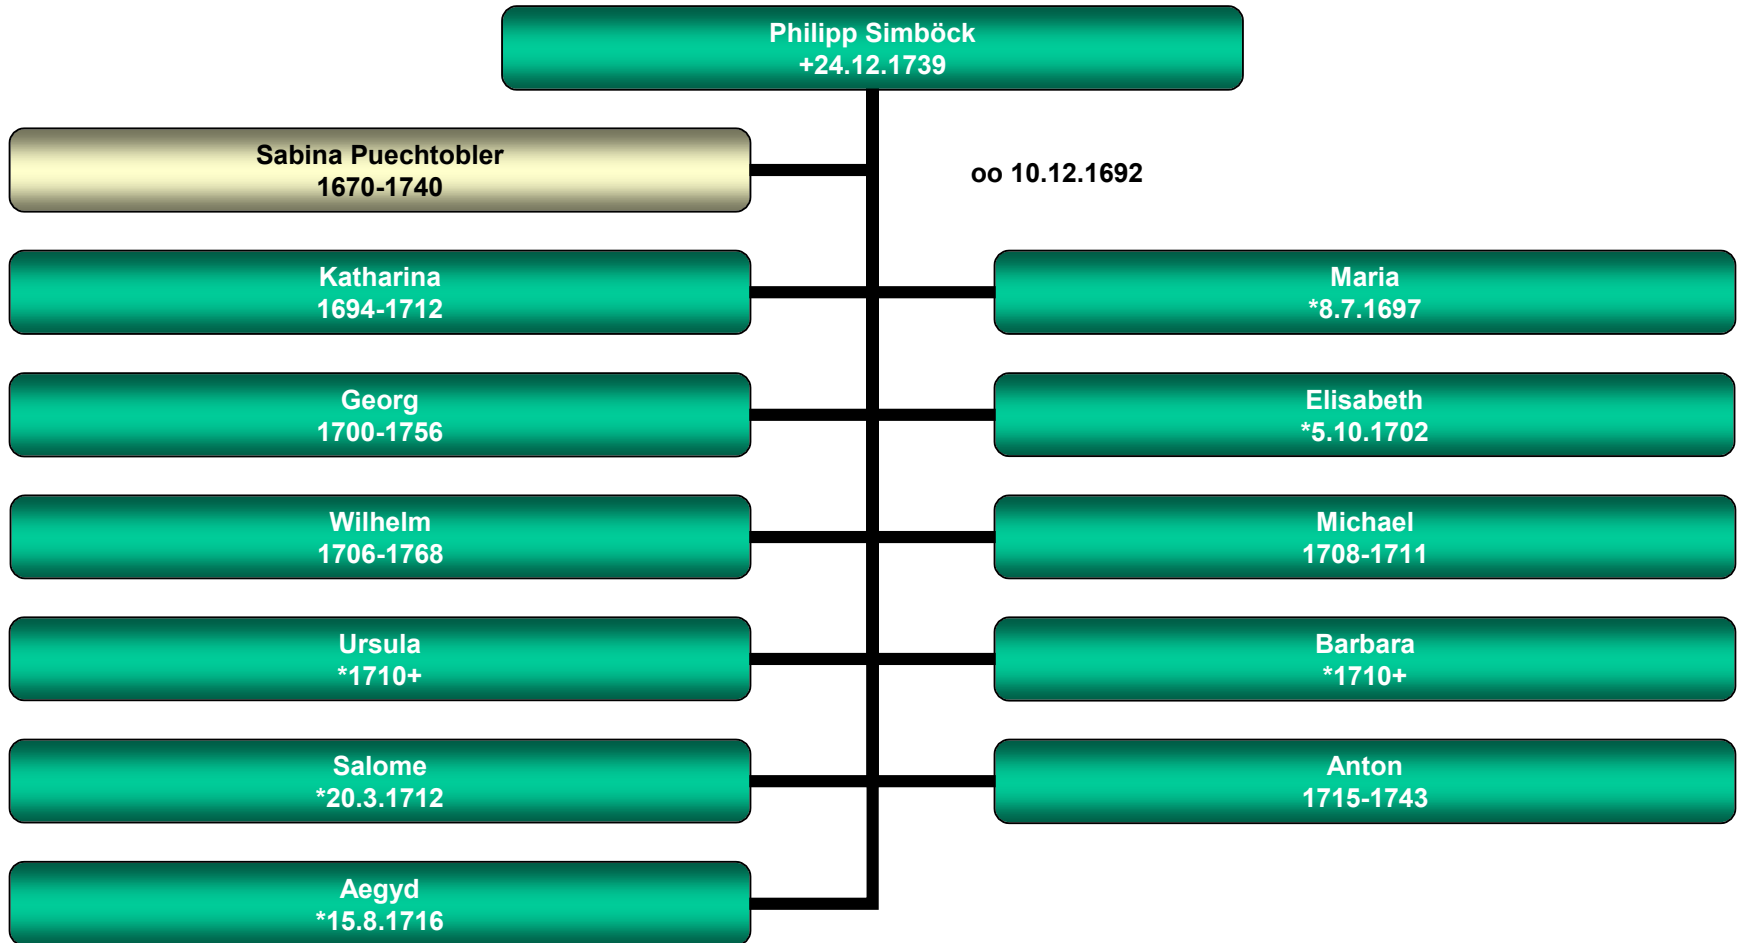 Philipp Simböck
+24.12.1739
Sabina Puechtobler
1670-1740
oo 10.12.1692
Katharina
1694-1712
Maria
*8.7.1697
Georg
1700-1756
Elisabeth
*5.10.1702
Wilhelm
1706-1768
Michael
1708-1711
Ursula
*1710+
Barbara
*1710+
Salome
*20.3.1712
Anton
1715-1743
Aegyd
*15.8.1716